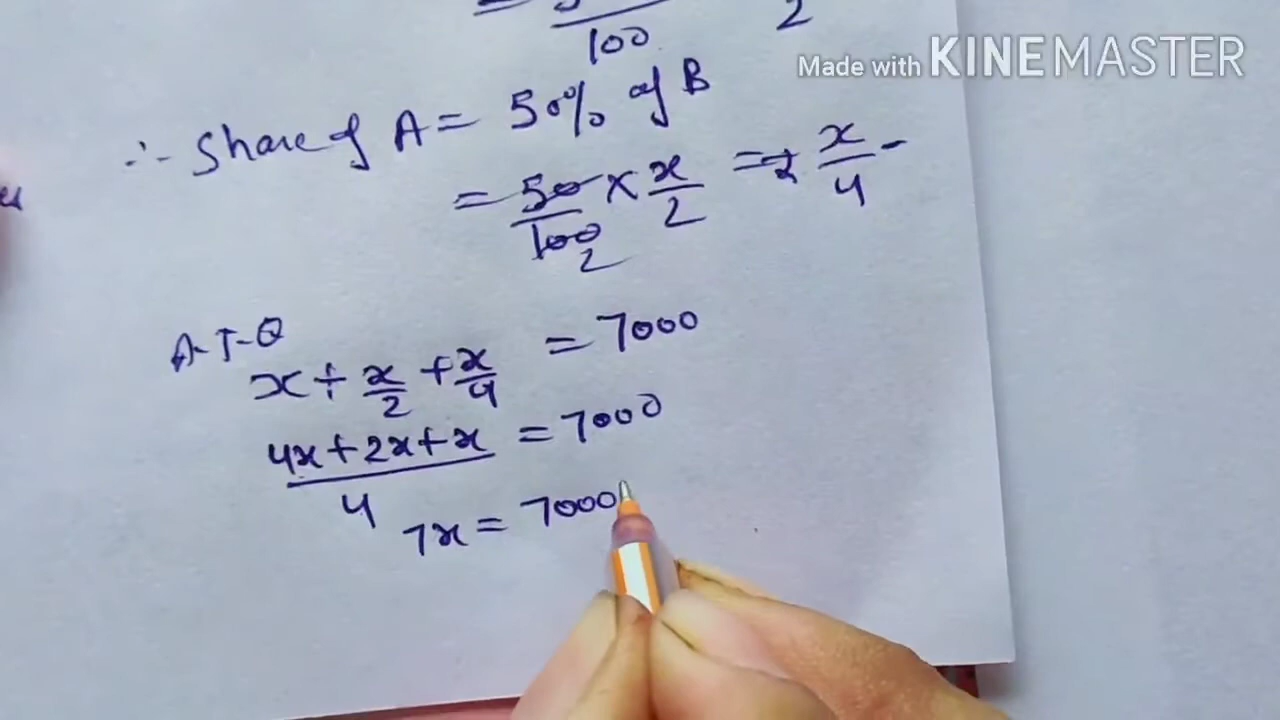 100 2
Made with KINEMASTER
∴ Share of A = 50% of B
= 50/100 2 × x/2 = x/4
A-T-Q
x + x/2 + x/4 = 7000
4x+2x+x/4 = 7000
7x = 7000